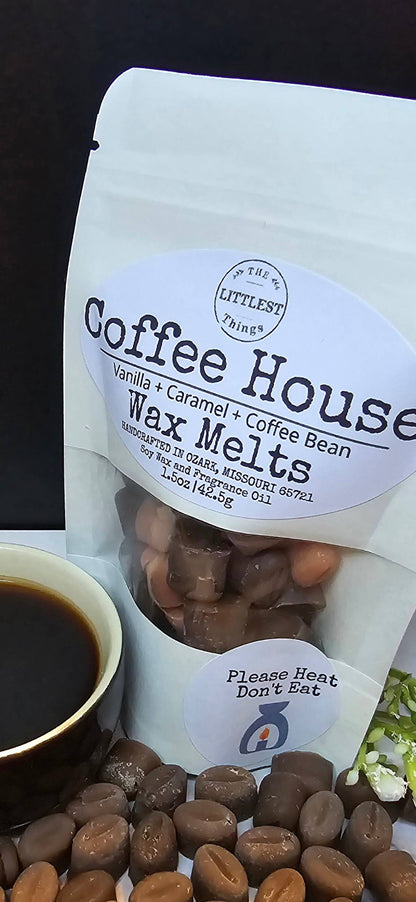 THE
LITTLEST
Things
Coffee House
Vanilla + Caramel + Coffee Bean
Wax Melts
HANDCRAFTED IN OZARK, MISSOURI 65721
Soy Wax and Fragrance Oil
1.5oz|42.5g
Please Heat
Don't Eat